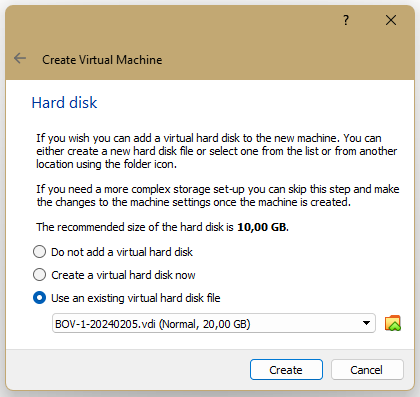 ?
Create Virtual Machine
Hard disk
If you wish you can add a virtual hard disk to the new machine. You can
either create a new hard disk file or select one from the list or from another
location using the folder icon.
If you need a more complex storage set-up you can skip this step and make
the changes to the machine settings once the machine is created.
The recommended size of the hard disk is 10,00 GB.
Do not add a virtual hard disk
Create a virtual hard disk now
Use an existing virtual hard disk file
BOV-1-20240205.vdi (Normal, 20,00 GB)
Create
Cancel